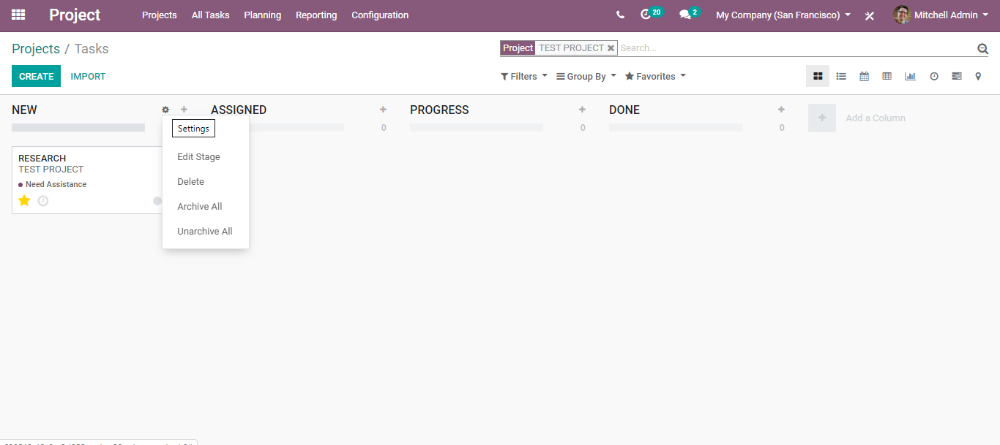 Project Projects All Tasks Planning Reporting Configuration 20 2 My Company (San Francisco) Mitchell Admin
Projects / Tasks Project TEST PROJECT Search...
CREATE IMPORT Filters Group By Favorites
NEW ASSIGNED PROGRESS DONE Add a Column
0 0 0
Settings
RESEARCH
TEST PROJECT
Need Assistance
Edit Stage
Delete
Archive All
Unarchive All